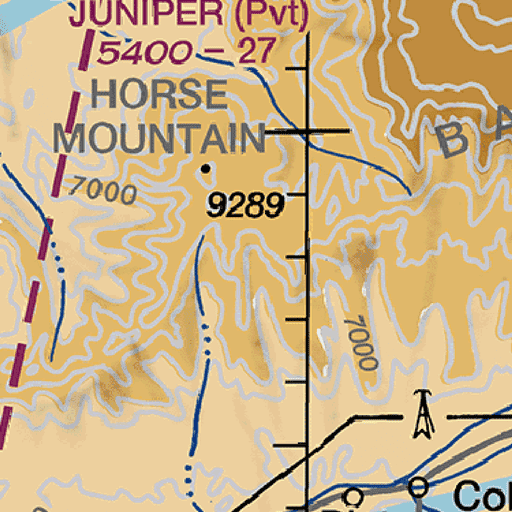 JUNIPER (Pvt)
5400 – 27
HORSE
MOUNTAIN
B A
7000
9289
7000
Col